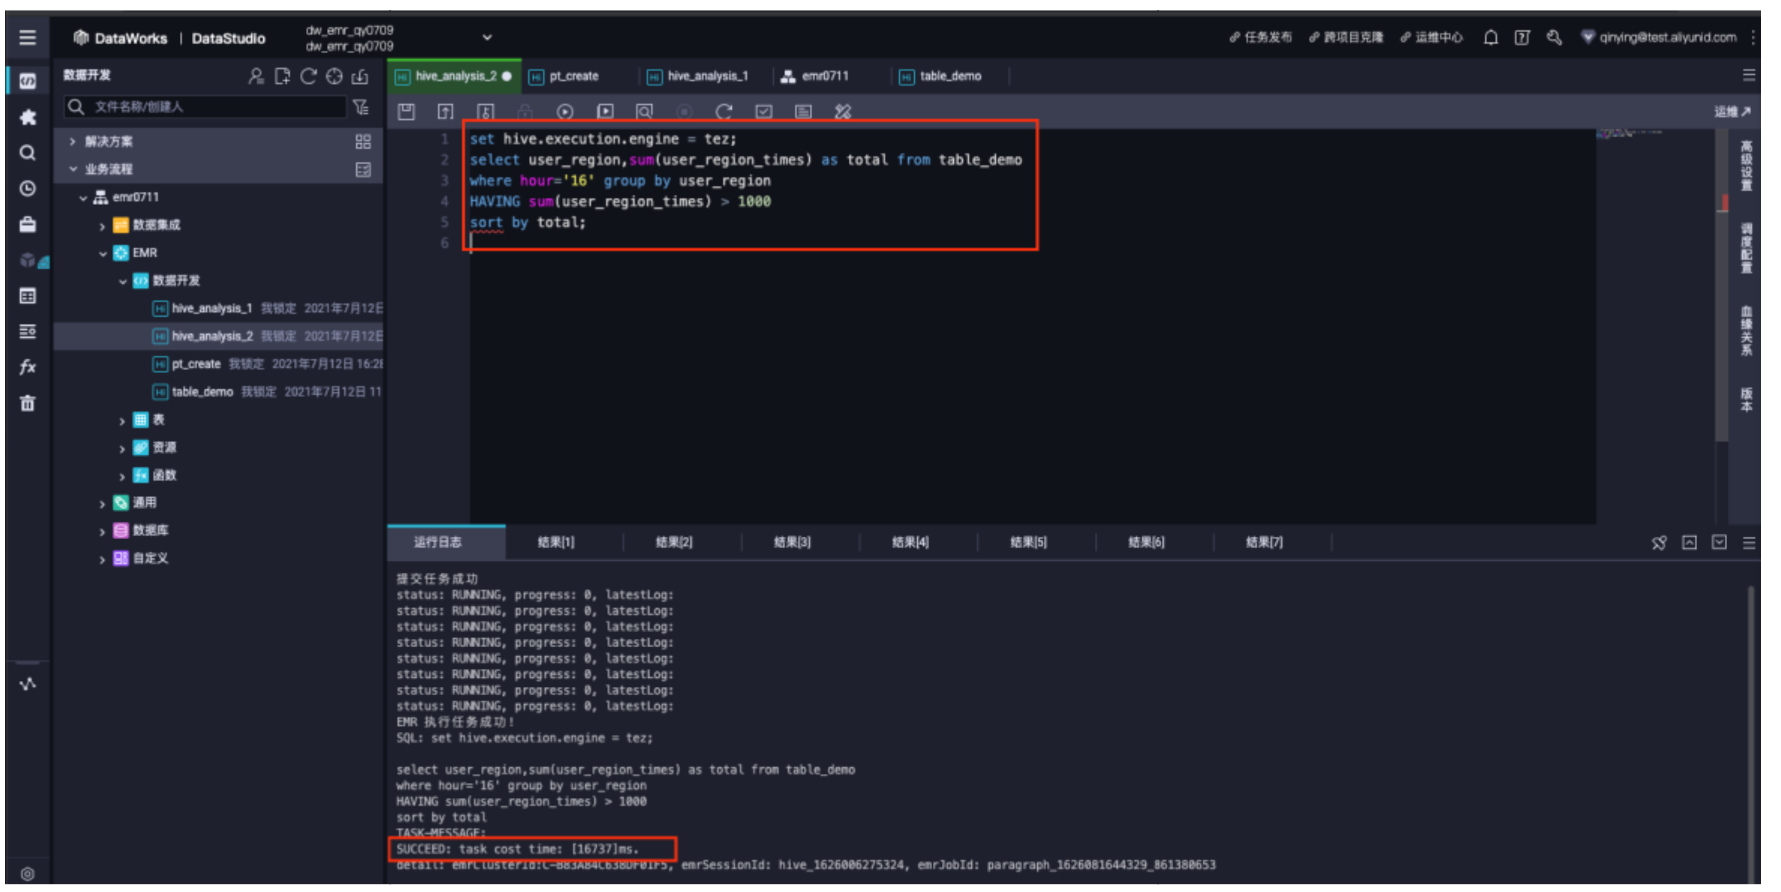 DataWorks | DataStudio
dw_emr_qy0709
dw_emr_qy0709
任务发布
跨项目克隆
运维中心
qinying@test.aliyunid.com
数据开发
文件名称/创建人
解决方案
业务流程
emr0711
数据集成
EMR
数据开发
hive_analysis_1 我锁定 2021年7月12日
hive_analysis_2 我锁定 2021年7月12日
pt_create 我锁定 2021年7月12日 16:28
table_demo 我锁定 2021年7月12日 11
表
资源
函数
通用
数据库
自定义
hive_analysis_2
pt_create
hive_analysis_1
emr0711
table_demo
运维
1 set hive.execution.engine = tez;
2 select user_region,sum(user_region_times) as total from table_demo
3 where hour='16' group by user_region
4 HAVING sum(user_region_times) > 1000
5 sort by total;
6
高级设置
调度配置
血缘关系
版本
运行日志
结果[1]
结果[2]
结果[3]
结果[4]
结果[5]
结果[6]
结果[7]
提交任务成功
status: RUNNING, progress: 0, latestLog:
status: RUNNING, progress: 0, latestLog:
status: RUNNING, progress: 0, latestLog:
status: RUNNING, progress: 0, latestLog:
status: RUNNING, progress: 0, latestLog:
status: RUNNING, progress: 0, latestLog:
status: RUNNING, progress: 0, latestLog:
status: RUNNING, progress: 0, latestLog:
EMR 执行任务成功!
SQL: set hive.execution.engine = tez;
select user_region,sum(user_region_times) as total from table_demo
where hour='16' group by user_region
HAVING sum(user_region_times) > 1000
sort by total
TASK-MESSAGE:
SUCCEED: task cost time: [16737]ms.
detail: emrClusterId:C-883A84C638DF01F5, emrSessionId: hive_1626006275324, emrJobId: paragraph_1626081644329_861380653